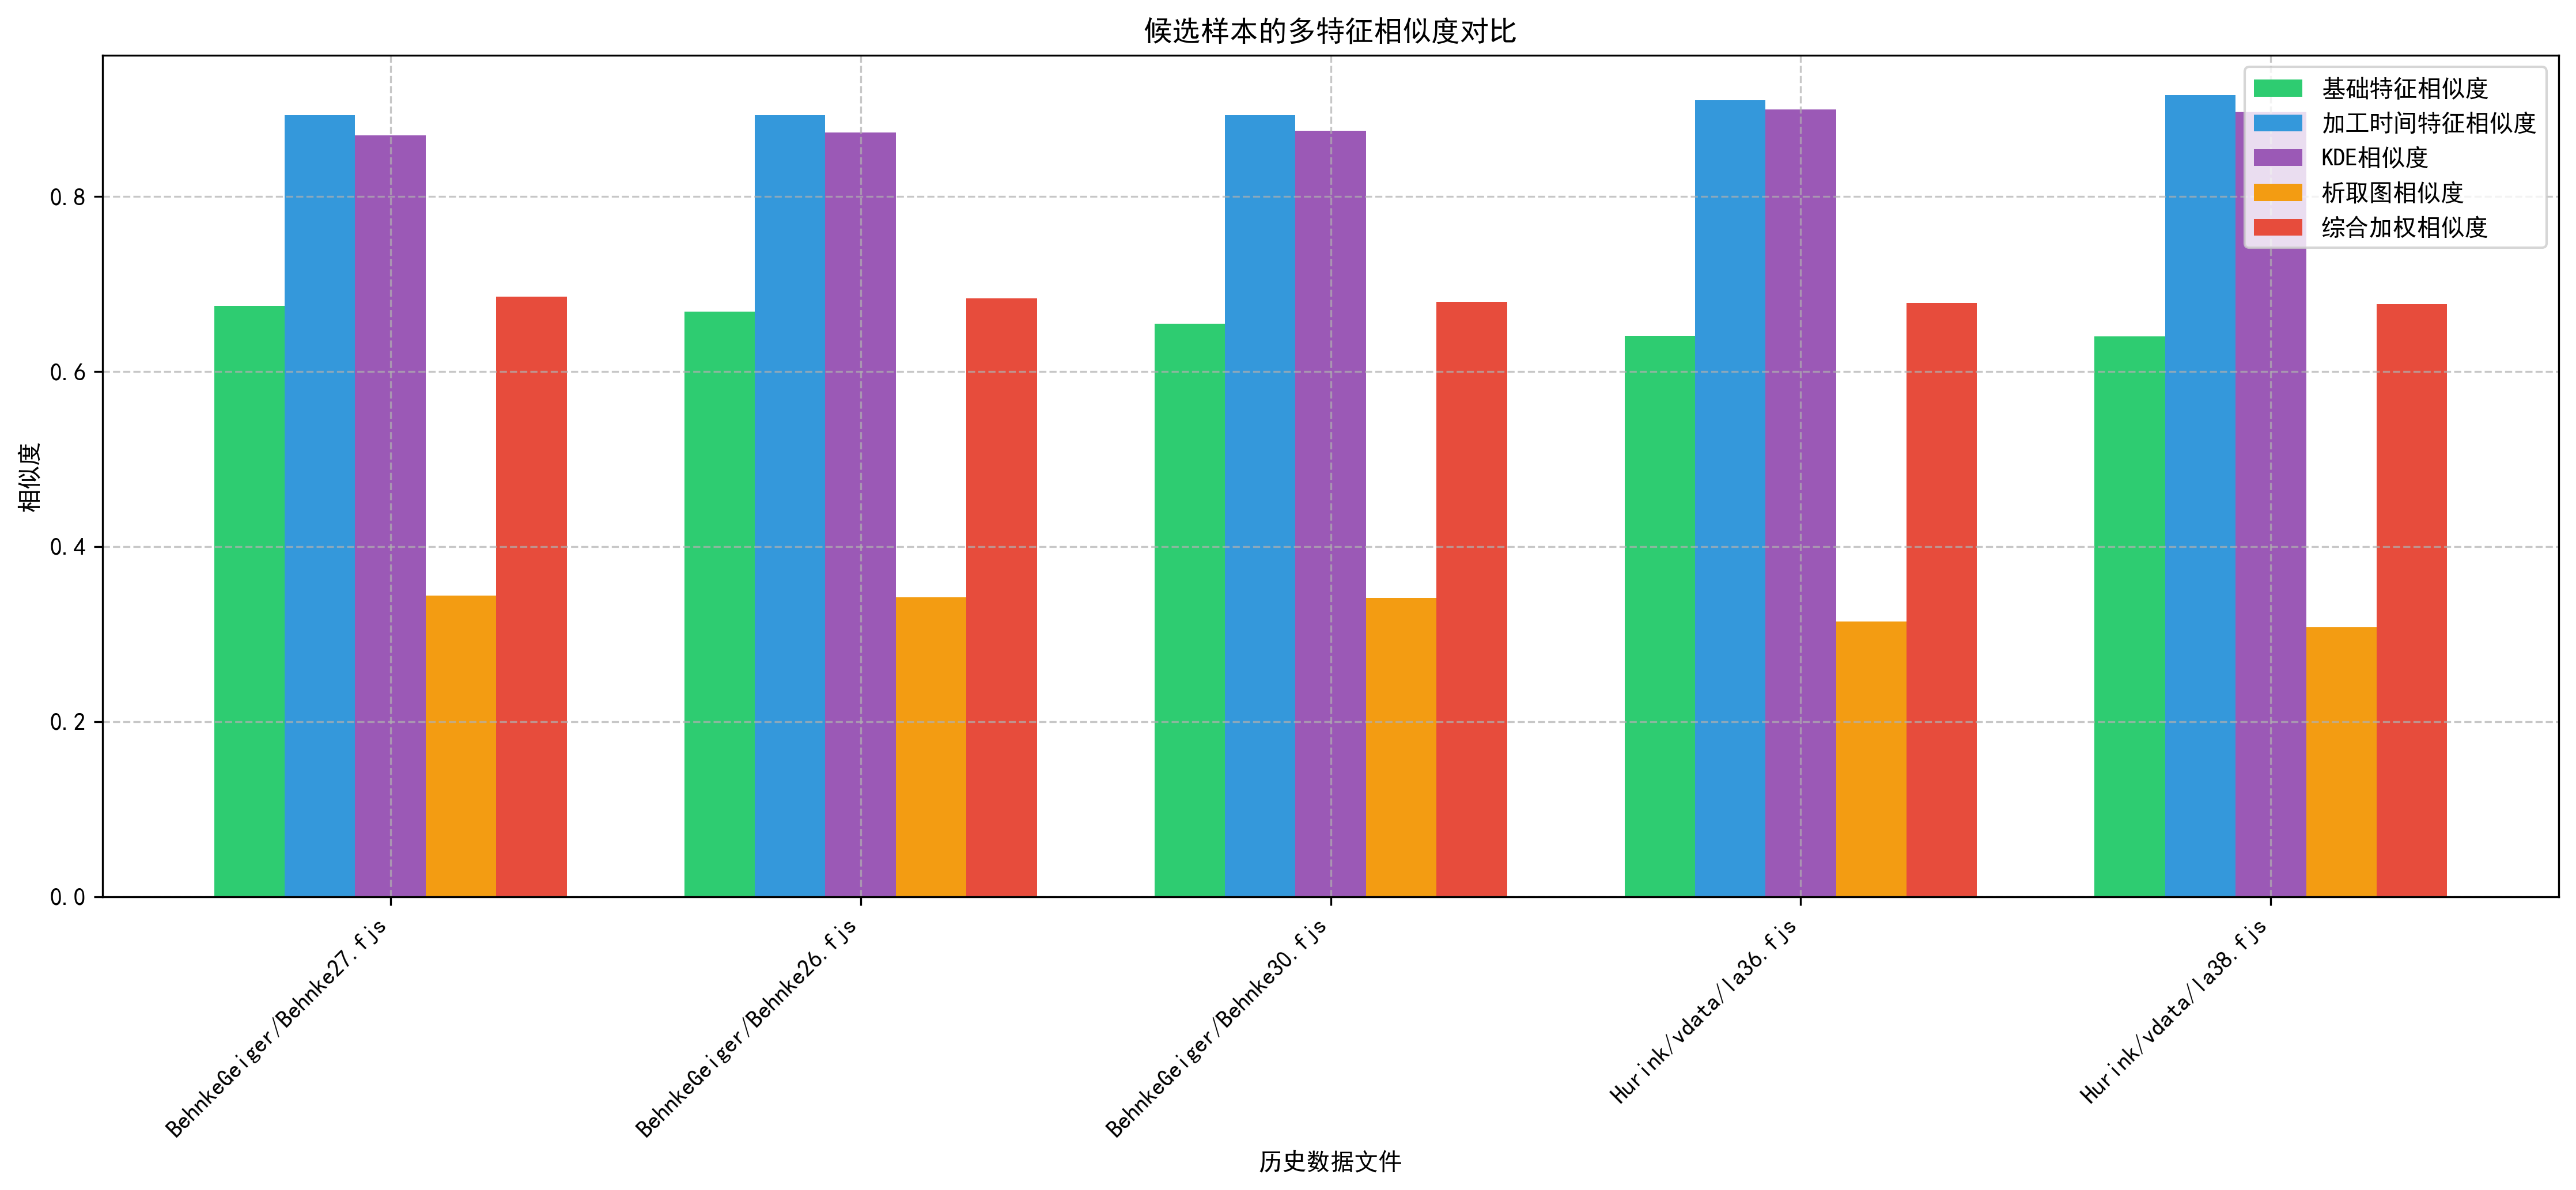 候选样本的多特征相似度对比
基础特征相似度
加工时间特征相似度
KDE相似度
析取图相似度
综合加权相似度
相似度
0.8
0.6
0.4
0.2
0.0
BehnkeGeiger/Behnke27.fjs
BehnkeGeiger/Behnke26.fjs
BehnkeGeiger/Behnke30.fjs
Hurink/vdata/la36.fjs
Hurink/vdata/la38.fjs
历史数据文件